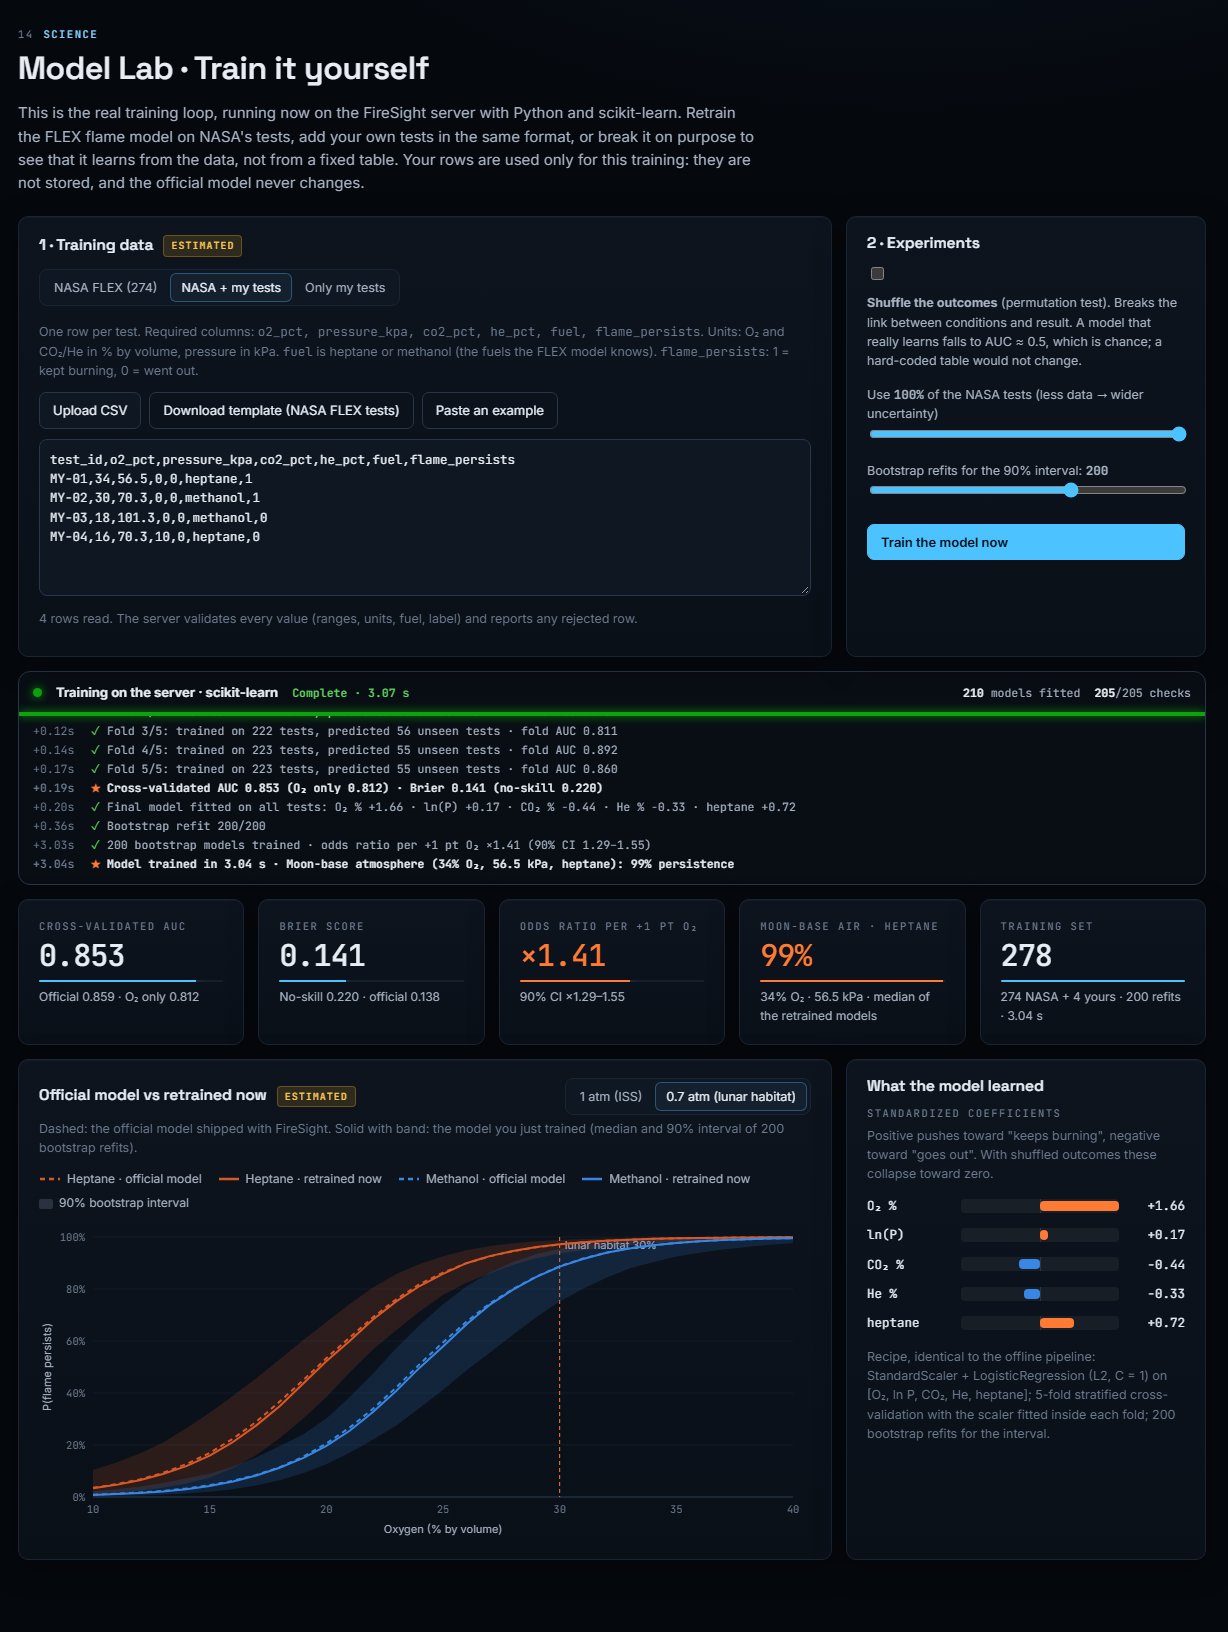 14 SCIENCE
Model Lab · Train it yourself
This is the real training loop, running now on the FireSight server with Python and scikit-learn. Retrain
the FLEX flame model on NASA's tests, add your own tests in the same format, or break it on purpose to
see that it learns from the data, not from a fixed table. Your rows are used only for this training: they are
not stored, and the official model never changes.
1 · Training data ESTIMATED
NASA FLEX (274) NASA + my tests Only my tests
One row per test. Required columns: o2_pct, pressure_kpa, co2_pct, he_pct, fuel, flame_persists. Units: O₂ and
CO₂/He in % by volume, pressure in kPa. fuel is heptane or methanol (the fuels the FLEX model knows). flame_persists: 1 =
kept burning, 0 = went out.
Upload CSV Download template (NASA FLEX tests) Paste an example
test_id,o2_pct,pressure_kpa,co2_pct,he_pct,fuel,flame_persists
MY-01,34,56.5,0,0,heptane,1
MY-02,30,70.3,0,0,methanol,1
MY-03,18,101.3,0,0,methanol,0
MY-04,16,70.3,10,0,heptane,0
4 rows read. The server validates every value (ranges, units, fuel, label) and reports any rejected row.
2 · Experiments
Shuffle the outcomes (permutation test). Breaks the
link between conditions and result. A model that
really learns falls to AUC ≈ 0.5, which is chance; a
hard-coded table would not change.
Use 100% of the NASA tests (less data → wider
uncertainty)
Bootstrap refits for the 90% interval: 200
Train the model now
Training on the server · scikit-learn Complete · 3.07 s 210 models fitted 205/205 checks
+0.12s ✓ Fold 3/5: trained on 222 tests, predicted 56 unseen tests · fold AUC 0.811
+0.14s ✓ Fold 4/5: trained on 223 tests, predicted 55 unseen tests · fold AUC 0.892
+0.17s ✓ Fold 5/5: trained on 223 tests, predicted 55 unseen tests · fold AUC 0.860
+0.19s ★ Cross-validated AUC 0.853 (O₂ only 0.812) · Brier 0.141 (no-skill 0.220)
+0.20s ✓ Final model fitted on all tests: O₂ % +1.66 · ln(P) +0.17 · CO₂ % -0.44 · He % -0.33 · heptane +0.72
+0.36s ✓ Bootstrap refit 200/200
+3.03s ✓ 200 bootstrap models trained · odds ratio per +1 pt O₂ ×1.41 (90% CI 1.29–1.55)
+3.04s ★ Model trained in 3.04 s · Moon-base atmosphere (34% O₂, 56.5 kPa, heptane): 99% persistence
CROSS-VALIDATED AUC
0.853
Official 0.859 · O₂ only 0.812
BRIER SCORE
0.141
No-skill 0.220 · official 0.138
ODDS RATIO PER +1 PT O₂
×1.41
90% CI ×1.29–1.55
MOON-BASE AIR · HEPTANE
99%
34% O₂ · 56.5 kPa · median of
the retrained models
TRAINING SET
278
274 NASA + 4 yours · 200 refits
· 3.04 s
Official model vs retrained now ESTIMATED
1 atm (ISS) 0.7 atm (lunar habitat)
Dashed: the official model shipped with FireSight. Solid with band: the model you just trained (median and 90% interval of 200
bootstrap refits).
Heptane · official model Heptane · retrained now Methanol · official model Methanol · retrained now
90% bootstrap interval
100%
80%
60%
40%
20%
0%
P(flame persists)
lunar habitat 30%
10 15 20 25 30 35 40
Oxygen (% by volume)
What the model learned
STANDARDIZED COEFFICIENTS
Positive pushes toward "keeps burning", negative
toward "goes out". With shuffled outcomes these
collapse toward zero.
O₂ % +1.66
ln(P) +0.17
CO₂ % -0.44
He % -0.33
heptane +0.72
Recipe, identical to the offline pipeline:
StandardScaler + LogisticRegression (L2, C = 1) on
[O₂, ln P, CO₂, He, heptane]; 5-fold stratified cross-
validation with the scaler fitted inside each fold; 200
bootstrap refits for the interval.